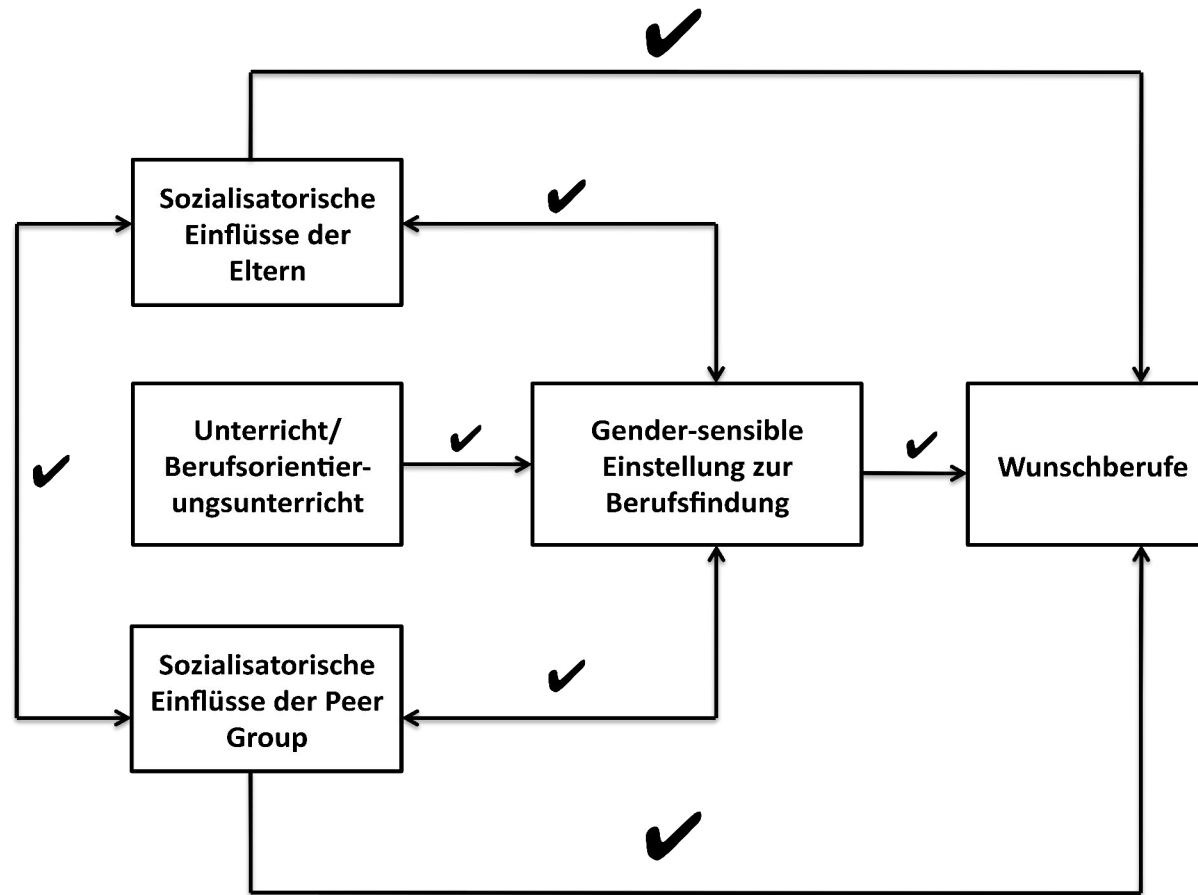 Sozialisatorische
Einflüsse der
Eltern
Unterricht/
Berufsorientier-
ungsunterricht
Gender-sensible
Einstellung zur
Berufsfindung
Wunschberufe
Sozialisatorische
Einflüsse der Peer
Group